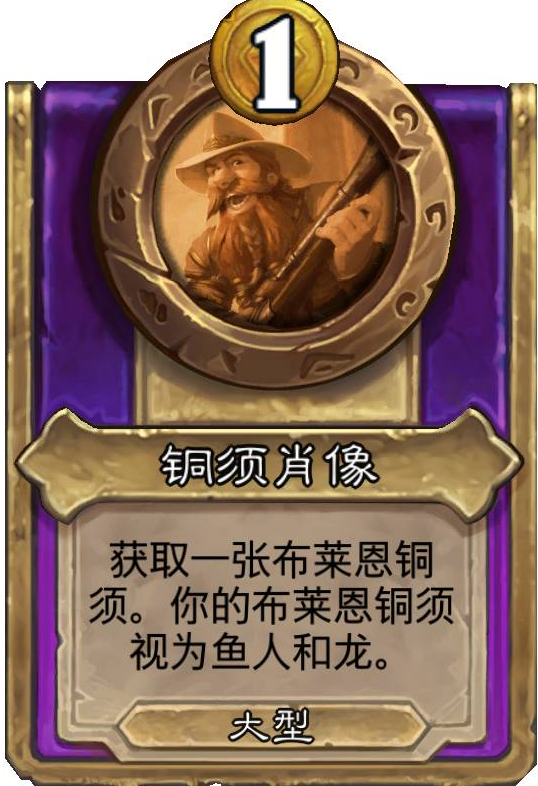 1
铜须肖像
获取一张布莱恩铜
须。你的布莱恩铜须
视为鱼人和龙。
大型